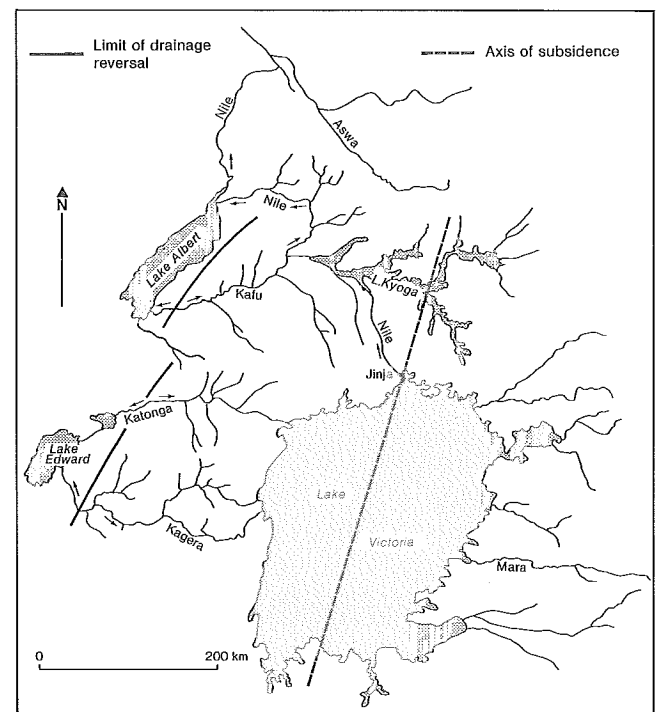 Limit of drainage
reversal
Axis of subsidence
Nile
Aswa
N
Nile
Lake Albert
L.Kyoga
Kafu
Nile
Jinja
Katonga
Lake
Edward
Lake
Victoria
Kagera
Mara
0
200 km